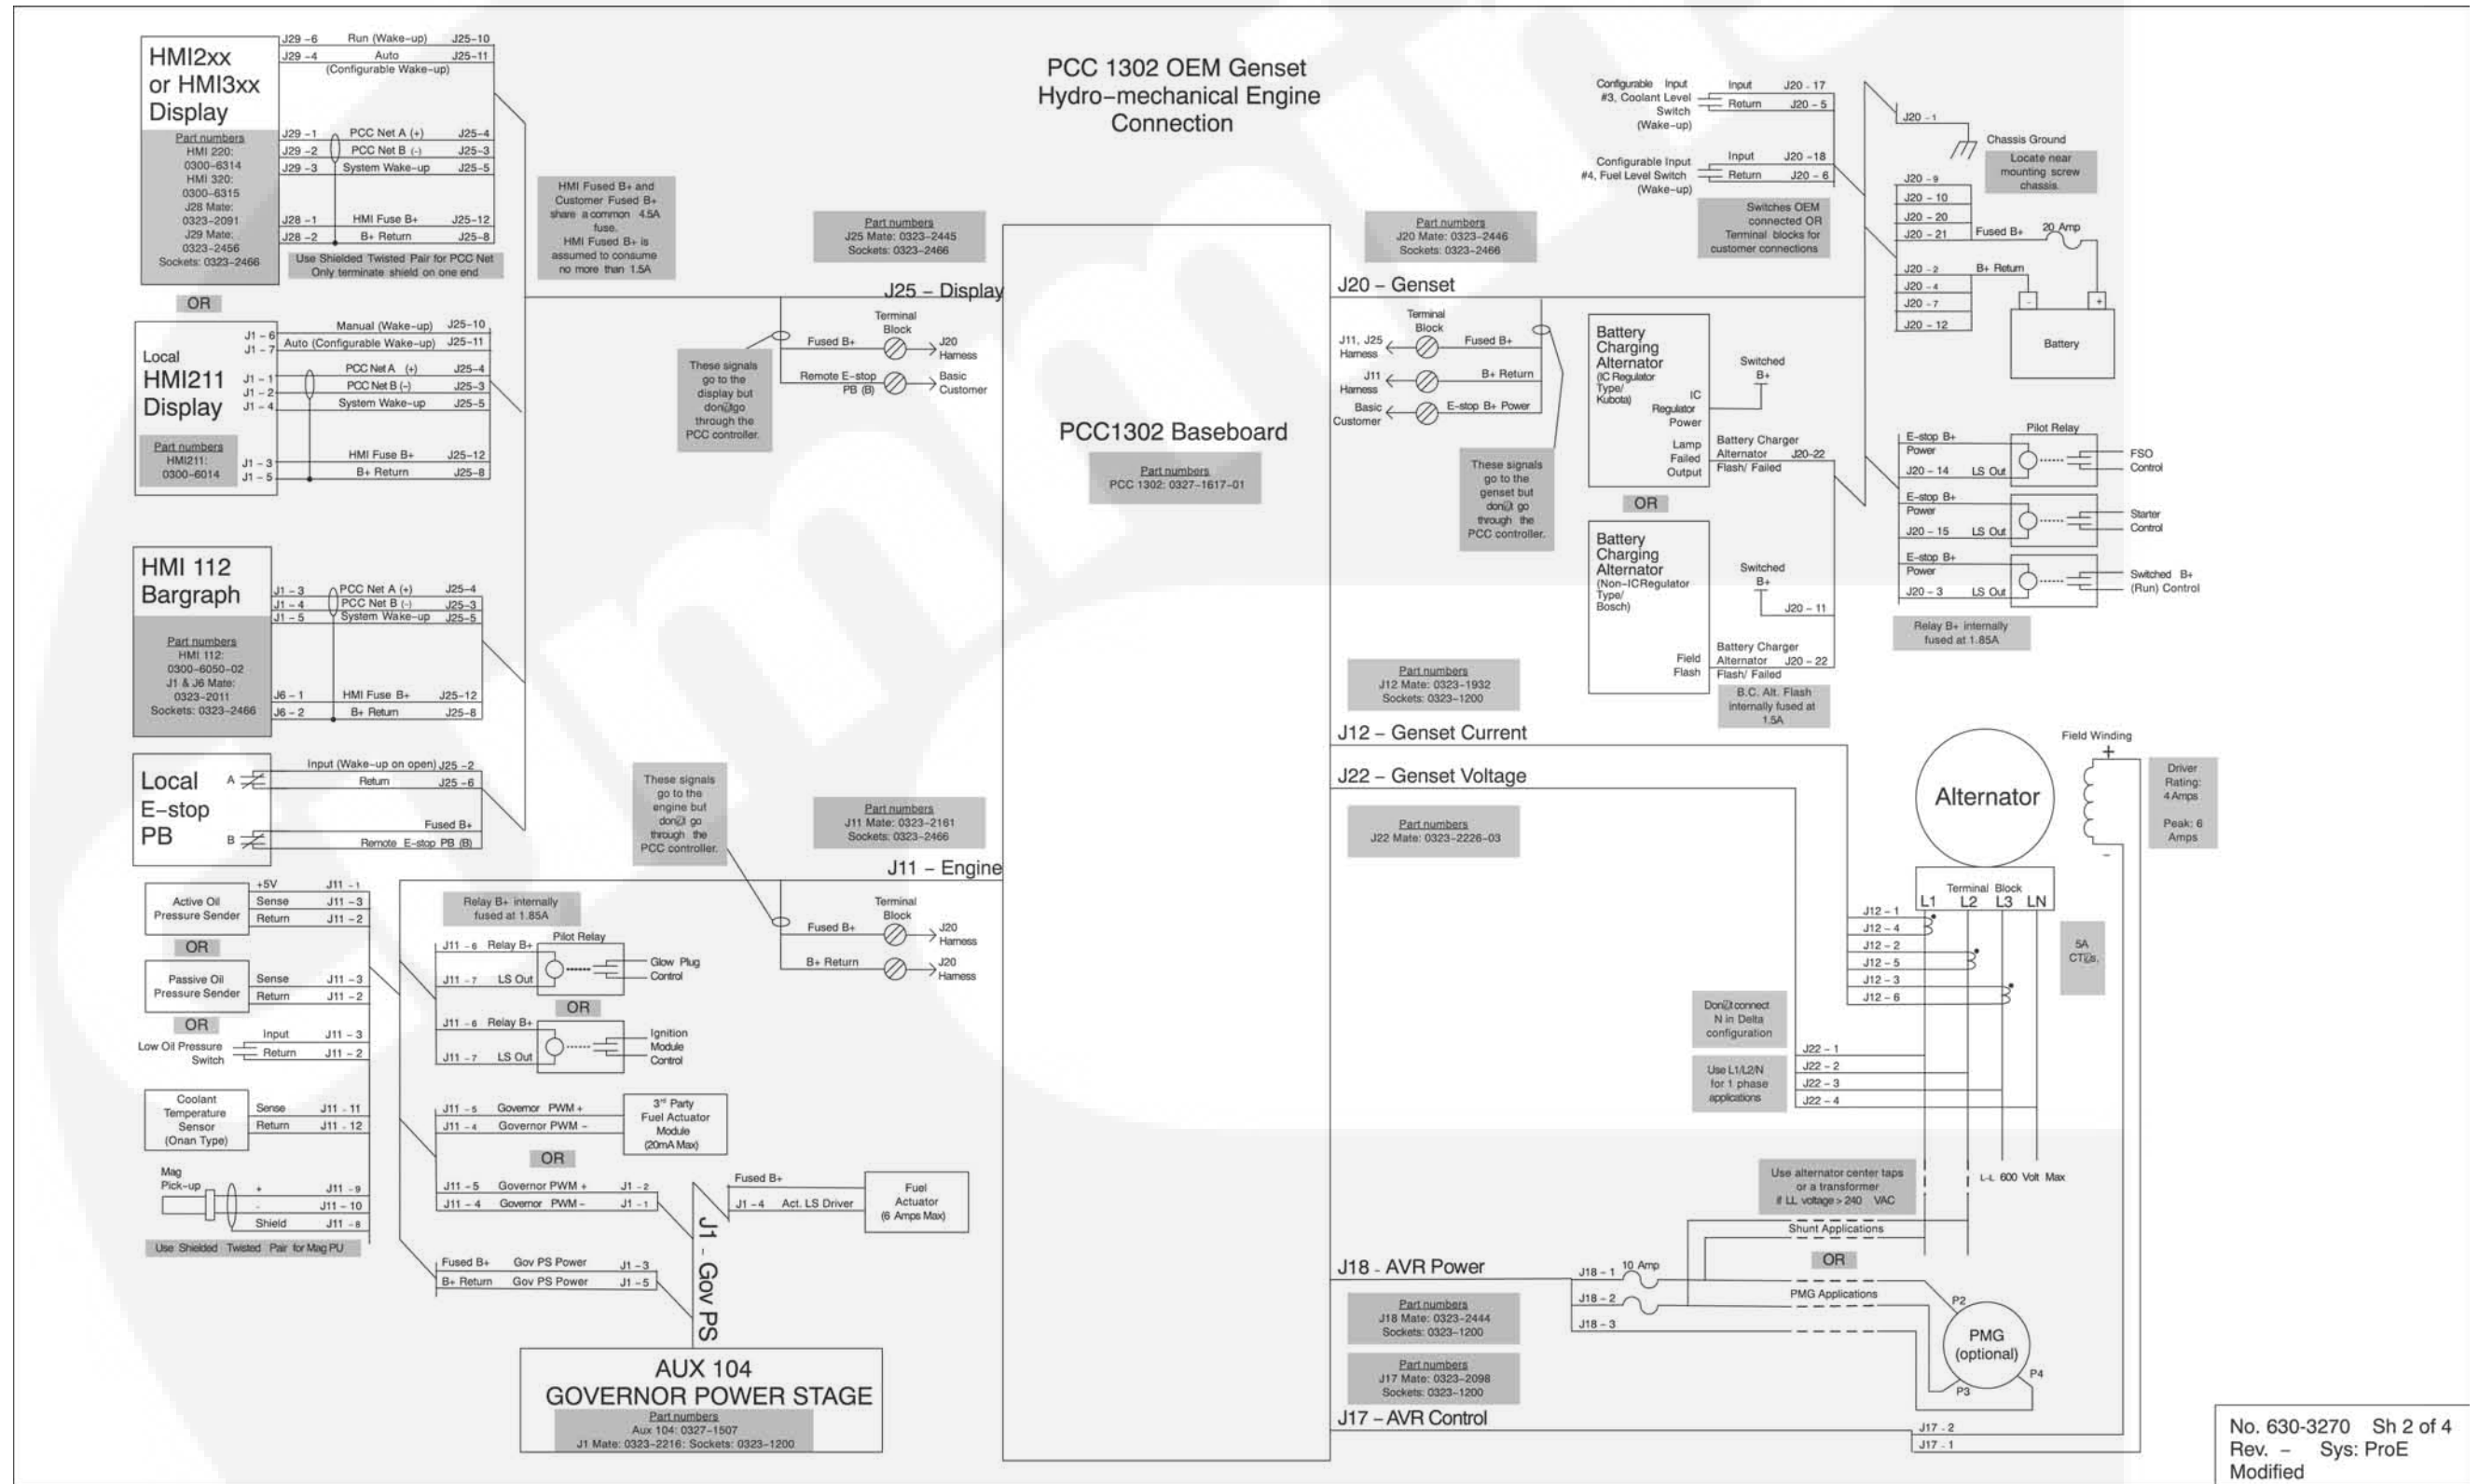 PCC 1302 OEM Genset
Hydro-mechanical Engine
Connection
HMI2xx
or HMI3xx
Display
Part numbers
HMI 220:
0300-6314
HMI 320:
0300-6315
J28 Mate:
0323-2091
J29 Mate:
0323-2456
Sockets: 0323-2466
J29 -6 Run (Wake-up) J25-10
J29 -4 Auto J25-11
(Configurable Wake-up)
J29 -1 PCC Net A (+) J25-4
J29 -2 PCC Net B (-) J25-3
J29 -3 System Wake-up J25-5
J28 -1 HMI Fuse B+ J25-12
J28 -2 B+ Return J25-8
Use Shielded Twisted Pair for PCC Net
Only terminate shield on one end
OR
Local
HMI211
Display
Part numbers
HMI211:
0300-6014
J1 - 6 Manual (Wake-up) J25-10
J1 - 7 Auto (Configurable Wake-up) J25-11
J1 - 1 PCC Net A (+) J25-4
J1 - 2 PCC Net B (-) J25-3
J1 - 4 System Wake-up J25-5
J1 - 3 HMI Fuse B+ J25-12
J1 - 5 B+ Return J25-8
HMI 112
Bargraph
Part numbers
HMI 112:
0300-6050-02
J1 & J6 Mate:
0323-2011
Sockets: 0323-2466
J1 - 3 PCC Net A (+) J25-4
J1 - 4 PCC Net B (-) J25-3
J1 - 5 System Wake-up J25-5
J6 - 1 HMI Fuse B+ J25-12
J6 - 2 B+ Return J25-8
Local
E-stop
PB
A Input (Wake-up on open) J25 -2
Return J25 -6
B Fused B+
Remote E-stop PB (B)
HMI Fused B+ and
Customer Fused B+
share a common 4.5A
fuse.
HMI Fused B+ is
assumed to consume
no more than 1.5A
Part numbers
J25 Mate: 0323-2445
Sockets: 0323-2466
J25 - Display
These signals
go to the
display but
don t go
through the
PCC controller.
Terminal
Block
Fused B+ J20
Harness
Remote E-stop Basic
PB (B) Customer
These signals
go to the
engine but
don t go
through the
PCC controller.
Part numbers
J11 Mate: 0323-2161
Sockets: 0323-2466
J11 - Engine
Active Oil
Pressure Sender
+5V J11 -1
Sense J11 -3
Return J11 -2
OR
Passive Oil
Pressure Sender
Sense J11 -3
Return J11 -2
OR
Low Oil Pressure
Switch
Input J11 - 3
Return J11 - 2
Coolant
Temperature
Sensor
(Onan Type)
Sense J11 - 11
Return J11 - 12
Mag
Pick-up
+ J11 -9
- J11 -10
Shield J11 -8
Use Shielded Twisted Pair for Mag PU
Relay B+ internally
fused at 1.85A
J11 -6 Relay B+ Pilot Relay
J11 -7 LS Out
Glow Plug
Control
OR
J11 -6 Relay B+
J11 -7 LS Out
Ignition
Module
Control
Terminal
Block
Fused B+ J20
Harness
B+ Return J20
Harness
J11 -5 Governor PWM +
J11 -4 Governor PWM -
3rd Party
Fuel Actuator
Module
(20mA Max)
OR
J11 -5 Governor PWM + J1 -2
J11 -4 Governor PWM - J1 -1
Fused B+
J1 -4 Act. LS Driver
Fuel
Actuator
(6 Amps Max)
Fused B+ Gov PS Power J1 -3
B+ Return Gov PS Power J1 -5
J1 - Gov PS
AUX 104
GOVERNOR POWER STAGE
Part numbers
Aux 104: 0327-1507
J1 Mate: 0323-2216: Sockets: 0323-1200
PCC1302 Baseboard
Part numbers
PCC 1302: 0327-1617-01
Part numbers
J20 Mate: 0323-2446
Sockets: 0323-2466
J20 - Genset
J11, J25
Harness
Terminal
Block
Fused B+
J11
Harness
B+ Return
Basic
Customer
E-stop B+ Power
These signals
go to the
genset but
don t go
through the
PCC controller.
Configurable Input
#3, Coolant Level
Switch
(Wake-up)
Input J20 - 17
Return J20 - 5
Configurable Input
#4, Fuel Level Switch
(Wake-up)
Input J20 -18
Return J20 - 6
Switches OEM
connected OR
Terminal blocks for
customer connections
J20 -1
Chassis Ground
Locate near
mounting screw
chassis.
J20 -9
J20 -10
J20 -20
J20 -21 Fused B+ 20 Amp
J20 -2 B+ Return
J20 -4
J20 -7
J20 -12
- +
Battery
Battery
Charging
Alternator
(IC Regulator
Type/
Kubota)
IC
Regulator
Power
Switched
B+
Lamp
Failed
Output
Battery Charger
Alternator J20-22
Flash/ Failed
OR
Battery
Charging
Alternator
(Non-IC Regulator
Type/
Bosch)
Switched
B+
J20 - 11
Field
Flash
Battery Charger
Alternator J20 - 22
Flash/ Failed
B.C. Alt. Flash
internally fused at
1.5A
E-stop B+
Power
J20 - 14 LS Out
Pilot Relay
FSO
Control
E-stop B+
Power
J20 - 15 LS Out
Starter
Control
E-stop B+
Power
J20 - 3 LS Out
Switched B+
(Run) Control
Relay B+ internally
fused at 1.85A
Part numbers
J12 Mate: 0323-1932
Sockets: 0323-1200
J12 - Genset Current
J22 - Genset Voltage
Part numbers
J22 Mate: 0323-2226-03
Alternator
Field Winding
+
-
Driver
Rating:
4 Amps
Peak: 6
Amps
Terminal Block
L1 L2 L3 LN
J12 - 1
J12 - 4
J12 - 2
J12 - 5
J12 - 3
J12 - 6
5A
CT s.
Don t connect
N in Delta
configuration
Use L1/L2/N
for 1 phase
applications
J22 - 1
J22 - 2
J22 - 3
J22 - 4
Use alternator center taps
or a transformer
if LL voltage > 240 VAC
L-L 600 Volt Max
Shunt Applications
OR
PMG Applications
J18 - AVR Power
J18 -1 10 Amp
J18 -2
J18 -3
Part numbers
J18 Mate: 0323-2444
Sockets: 0323-1200
Part numbers
J17 Mate: 0323-2098
Sockets: 0323-1200
P2
PMG
(optional)
P3
P4
J17 - AVR Control
J17 - 2
J17 - 1
No. 630-3270 Sh 2 of 4
Rev. - Sys: ProE
Modified